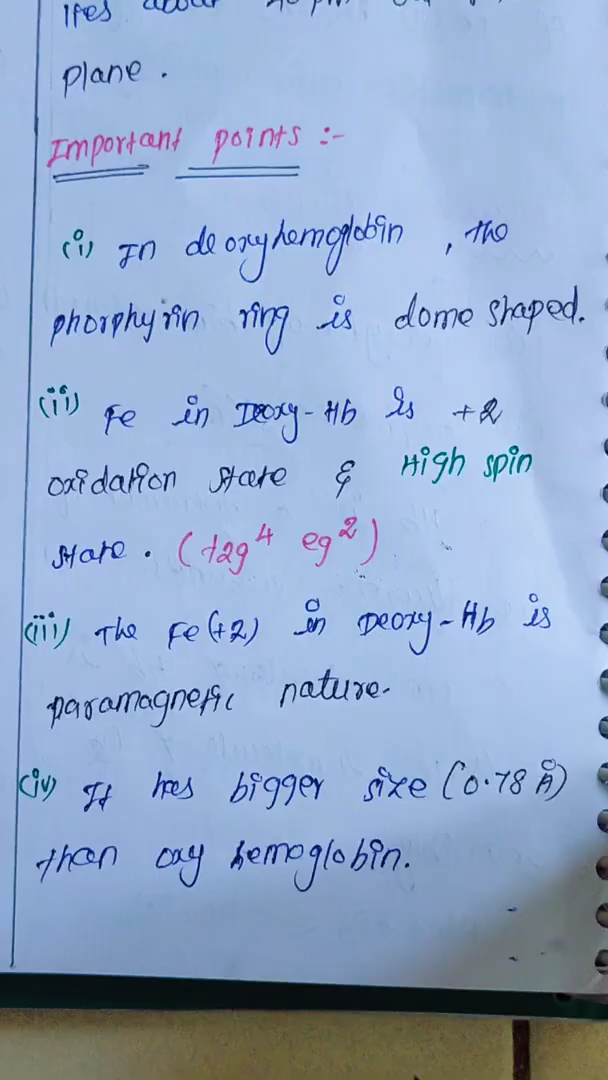 plane.
Important points :-
(i) In deoxyhemoglobin, the
phorphyrin ring is dome shaped.
(ii) Fe in Deoxy-Hb is +2
oxidation state & High spin
state. (t2g⁴ eg²)
(iii) The Fe(+2) in Deoxy-Hb is
paramagnetic nature.
(iv) It has bigger size (0.78 Å)
than oxy hemoglobin.